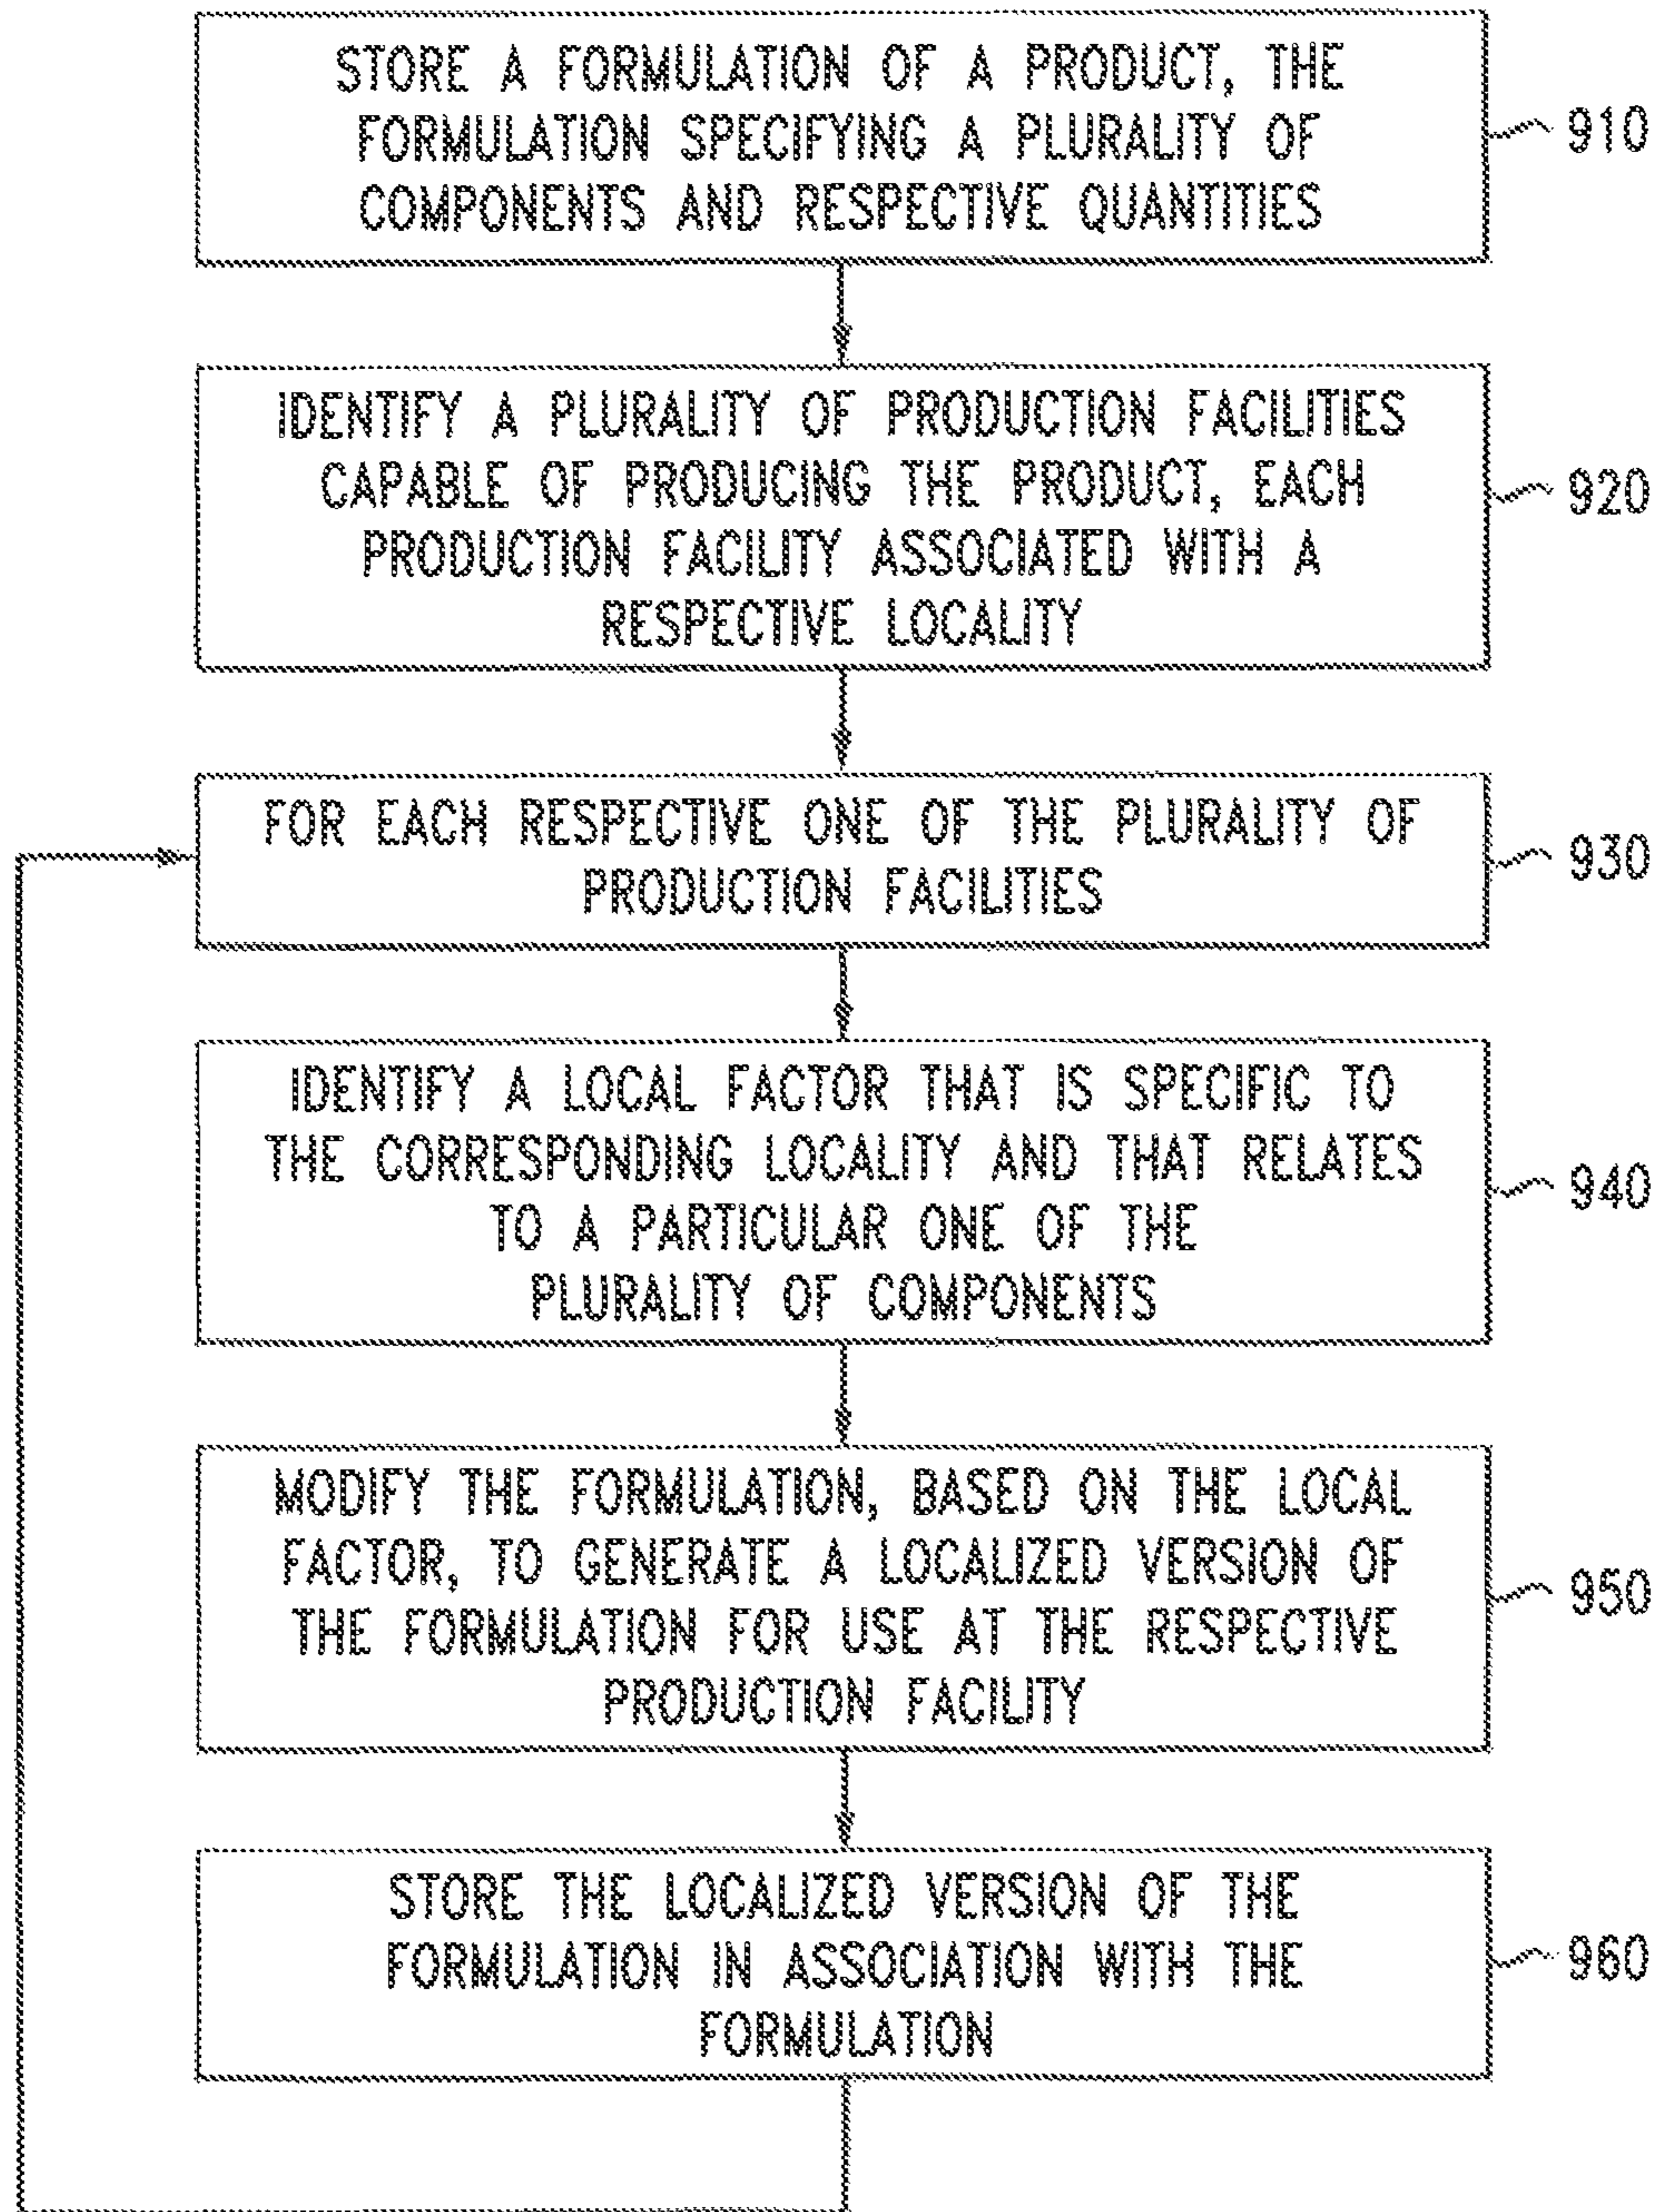 STORE A FORMULATION OF A PRODUCT, THE
FORMULATION SPECIFYING A PLURALITY OF
COMPONENTS AND RESPECTIVE QUANTITIES
910
IDENTIFY A PLURALITY OF PRODUCTION FACILITIES
CAPABLE OF PRODUCING THE PRODUCT, EACH
PRODUCTION FACILITY ASSOCIATED WITH A
RESPECTIVE LOCALITY
920
FOR EACH RESPECTIVE ONE OF THE PLURALITY OF
PRODUCTION FACILITIES
930
IDENTIFY A LOCAL FACTOR THAT IS SPECIFIC TO
THE CORRESPONDING LOCALITY AND THAT RELATES
TO A PARTICULAR ONE OF THE
PLURALITY OF COMPONENTS
940
MODIFY THE FORMULATION, BASED ON THE LOCAL
FACTOR, TO GENERATE A LOCALIZED VERSION OF
THE FORMULATION FOR USE AT THE RESPECTIVE
PRODUCTION FACILITY
950
STORE THE LOCALIZED VERSION OF THE
FORMULATION IN ASSOCIATION WITH THE
FORMULATION
960